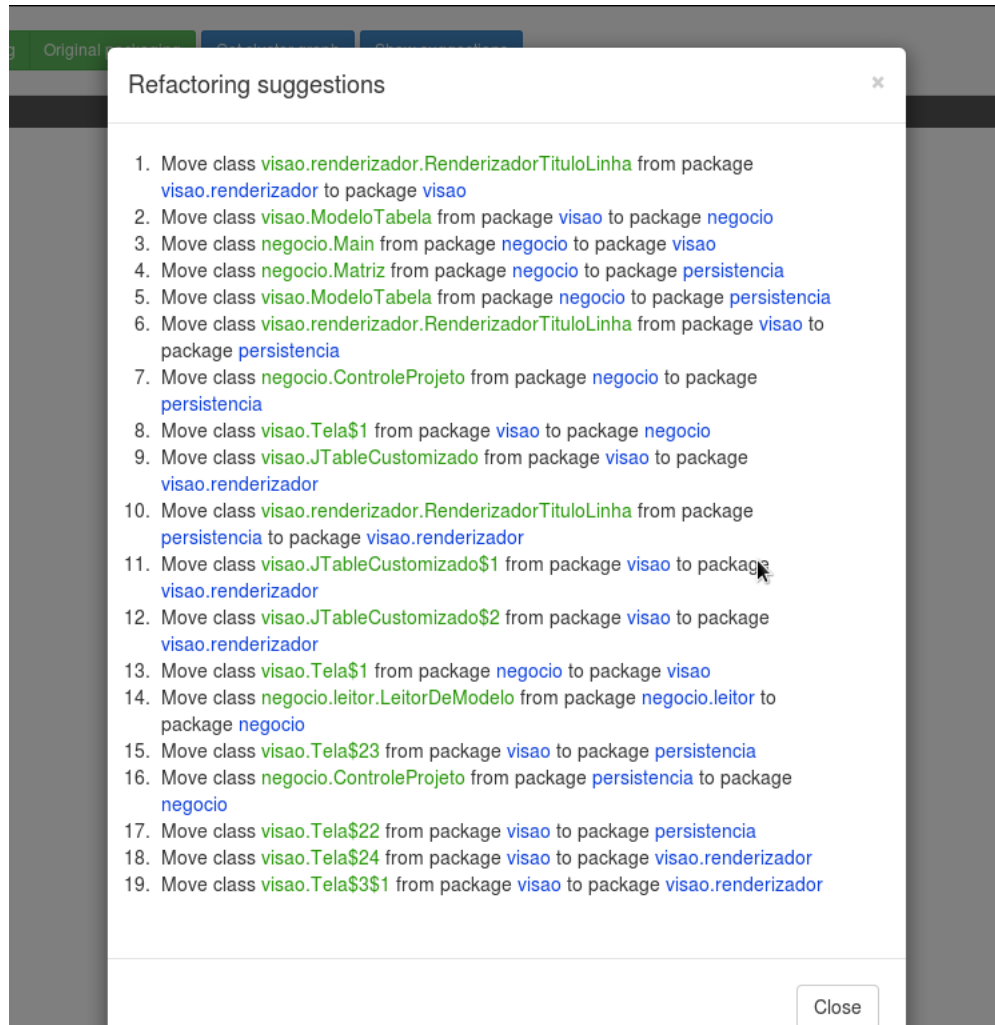 g Original packaging Get cluster graph Show suggestions
Refactoring suggestions ×
1. Move class visao.renderizador.RenderizadorTituloLinha from package
visao.renderizador to package visao
2. Move class visao.ModeloTabela from package visao to package negocio
3. Move class negocio.Main from package negocio to package visao
4. Move class negocio.Matriz from package negocio to package persistencia
5. Move class visao.ModeloTabela from package negocio to package persistencia
6. Move class visao.renderizador.RenderizadorTituloLinha from package visao to
package persistencia
7. Move class negocio.ControleProjeto from package negocio to package
persistencia
8. Move class visao.Tela$1 from package visao to package negocio
9. Move class visao.JTableCustomizado from package visao to package
visao.renderizador
10. Move class visao.renderizador.RenderizadorTituloLinha from package
persistencia to package visao.renderizador
11. Move class visao.JTableCustomizado$1 from package visao to package
visao.renderizador
12. Move class visao.JTableCustomizado$2 from package visao to package
visao.renderizador
13. Move class visao.Tela$1 from package negocio to package visao
14. Move class negocio.leitor.LeitorDeModelo from package negocio.leitor to
package negocio
15. Move class visao.Tela$23 from package visao to package persistencia
16. Move class negocio.ControleProjeto from package persistencia to package
negocio
17. Move class visao.Tela$22 from package visao to package persistencia
18. Move class visao.Tela$24 from package visao to package visao.renderizador
19. Move class visao.Tela$3$1 from package visao to package visao.renderizador
Close